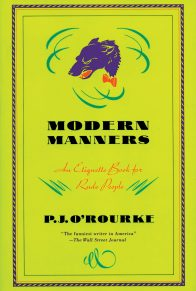 MODERN
MANNERS
An Etiquette Book for
Rude People
P.J. O'ROURKE
"The funniest writer in America"
—The Wall Street Journal